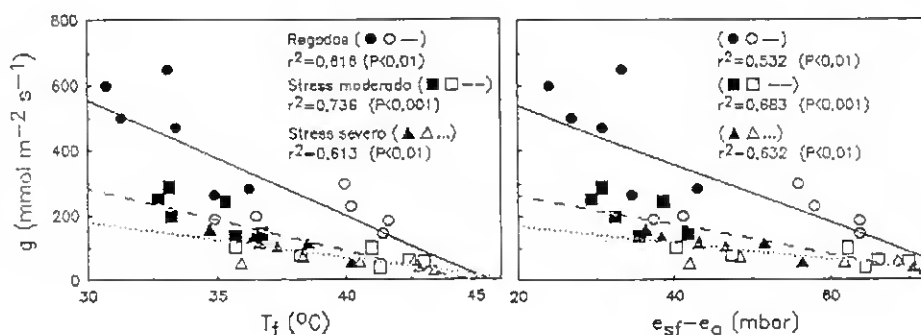 800
600
400
200
0
g (mmol m⁻² s⁻¹)
Regados (● ○ —)
r²=0,818 (P<0,01)
Stress moderado (■ □ ---)
r²=0,736 (P<0,001)
Stress severo (▲ △ ...)
r²=0,613 (P<0,01)
30 35 40 45
T_f (ºC)
(● ○ —)
r²=0,532 (P<0,01)
(■ □ ---)
r²=0,683 (P<0,001)
(▲ △ ...)
r²=0,632 (P<0,01)
20 40 60
e_sf−e_a (mbar)